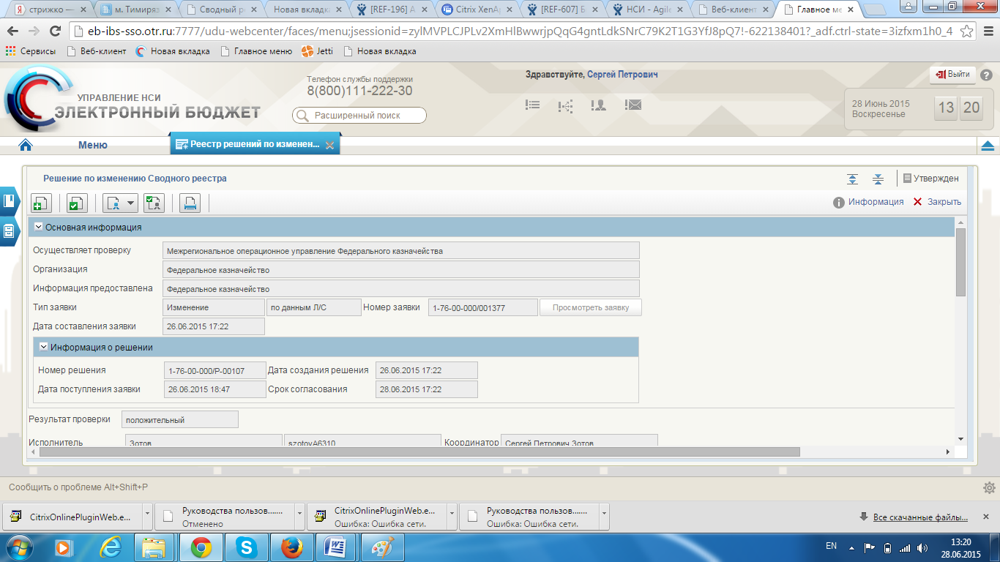 стрижко —
м. Тимиряз
Сводный р
Новая вкладка
[REF-196] А
Citrix XenAp
[REF-607] Б
НСИ - Agile
Веб-клиент
Главное ме
eb-ibs-sso.otr.ru:7777/udu-webcenter/faces/menu;jsessionid=zylMVPLCJPLv2XmHlBwwrjpQqG4gntLdkSNrC79K2T1G3YfJ8pQ7!-622138401?_adf.ctrl-state=3izfxm1h0_4
Сервисы Веб-клиент Новая вкладка Главное меню Jetti Новая вкладка
УПРАВЛЕНИЕ НСИ
ЭЛЕКТРОННЫЙ БЮДЖЕТ
Телефон службы поддержки
8(800)111-222-30
Расширенный поиск
Здравствуйте, Сергей Петрович
Выйти
28 Июнь 2015
Воскресенье
13 20
Меню
Реестр решений по изменен...
Решение по изменению Сводного реестра
Утвержден
Информация Закрыть
Основная информация
Осуществляет проверку Межрегиональное операционное управление Федерального казначейства
Организация Федеральное казначейство
Информация предоставлена Федеральное казначейство
Тип заявки Изменение по данным Л/С Номер заявки 1-76-00-000/001377 Просмотреть заявку
Дата составления заявки 26.06.2015 17:22
Информация о решении
Номер решения 1-76-00-000/Р-00107 Дата создания решения 26.06.2015 17:22
Дата поступления заявки 26.06.2015 18:47 Срок согласования 28.06.2015 17:22
Результат проверки положительный
Исполнитель Зотов szotovA6310 Координатор Сергей Петрович Зотов
Сообщить о проблеме Alt+Shift+P
CitrixOnlinePluginWeb.e...
Руководства пользов.......
Отменено
CitrixOnlinePluginWeb.e...
Ошибка: Ошибка сети.
Руководства пользов.......
Ошибка: Ошибка сети.
Все скачанные файлы...
EN
13:20
28.06.2015